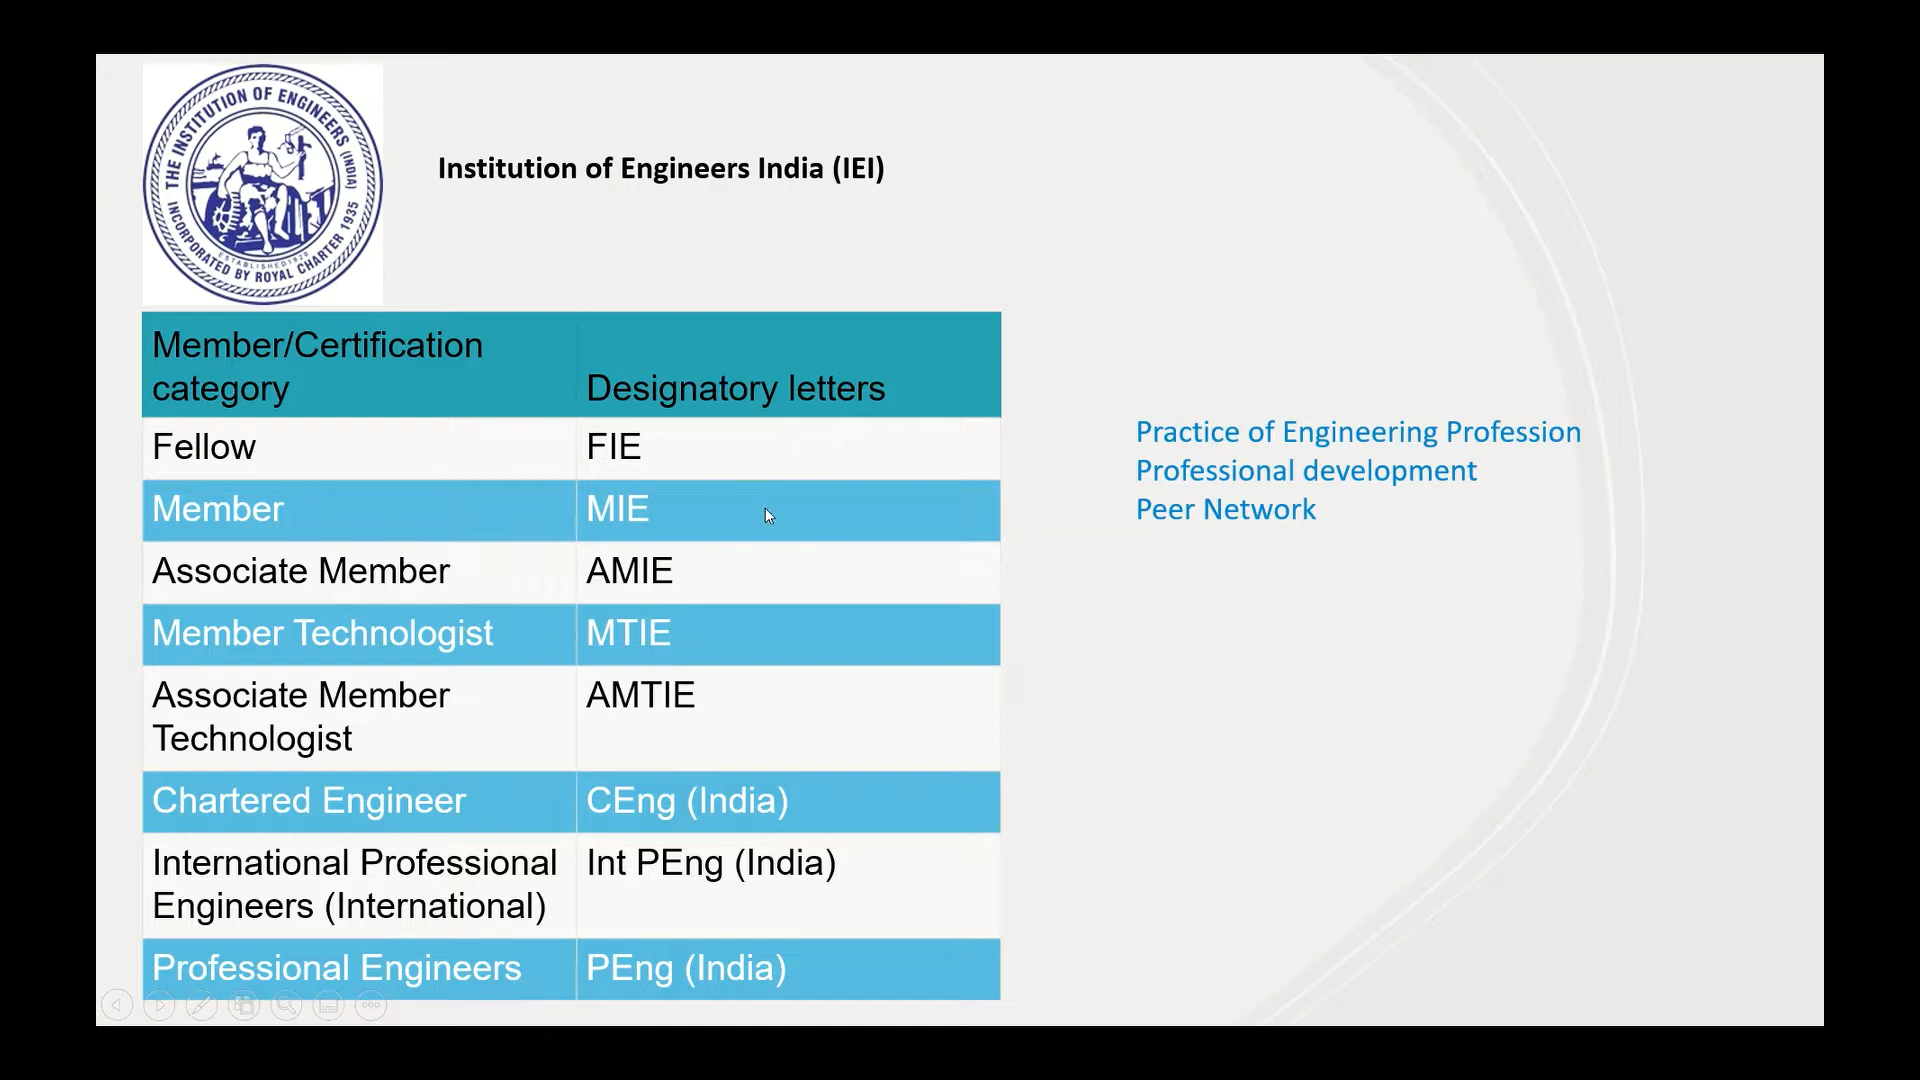 THE INSTITUTION OF ENGINEERS (INDIA)
INCORPORATED BY ROYAL CHARTER 1935
ESTABLISHED 1920
Institution of Engineers India (IEI)
Member/Certification
category
Designatory letters
Fellow FIE
Member MIE
Associate Member AMIE
Member Technologist MTIE
Associate Member AMTIE
Technologist
Chartered Engineer CEng (India)
International Professional Int PEng (India)
Engineers (International)
Professional Engineers PEng (India)
Practice of Engineering Profession
Professional development
Peer Network